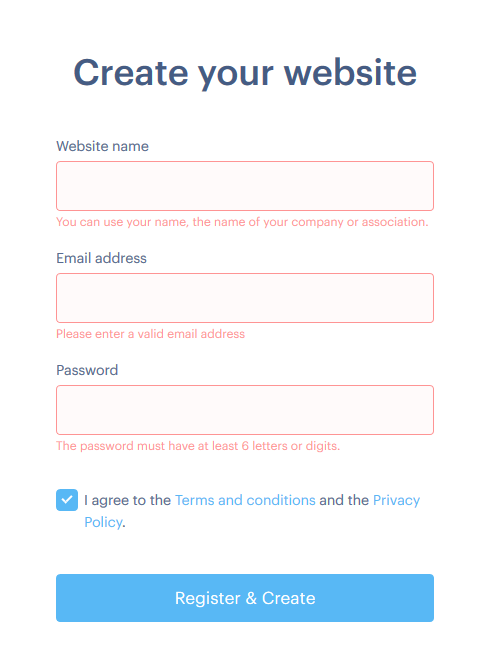 Create your website
Website name
You can use your name, the name of your company or association.
Email address
Please enter a valid email address
Password
The password must have at least 6 letters or digits.
I agree to the Terms and conditions and the Privacy
Policy.
Register & Create